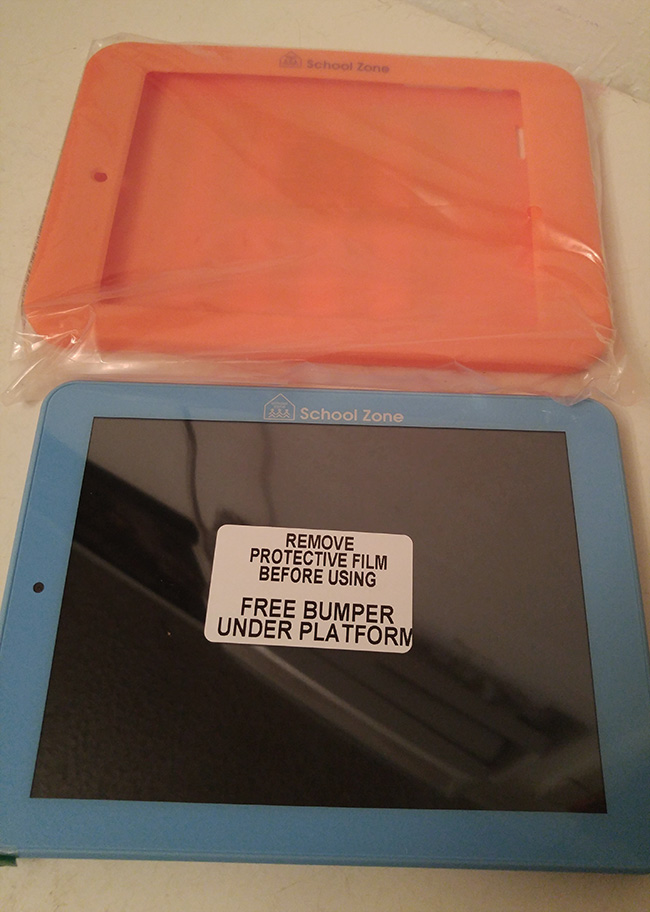 School Zone
School Zone
REMOVE
PROTECTIVE FILM
BEFORE USING
FREE BUMPER
UNDER PLATFORM